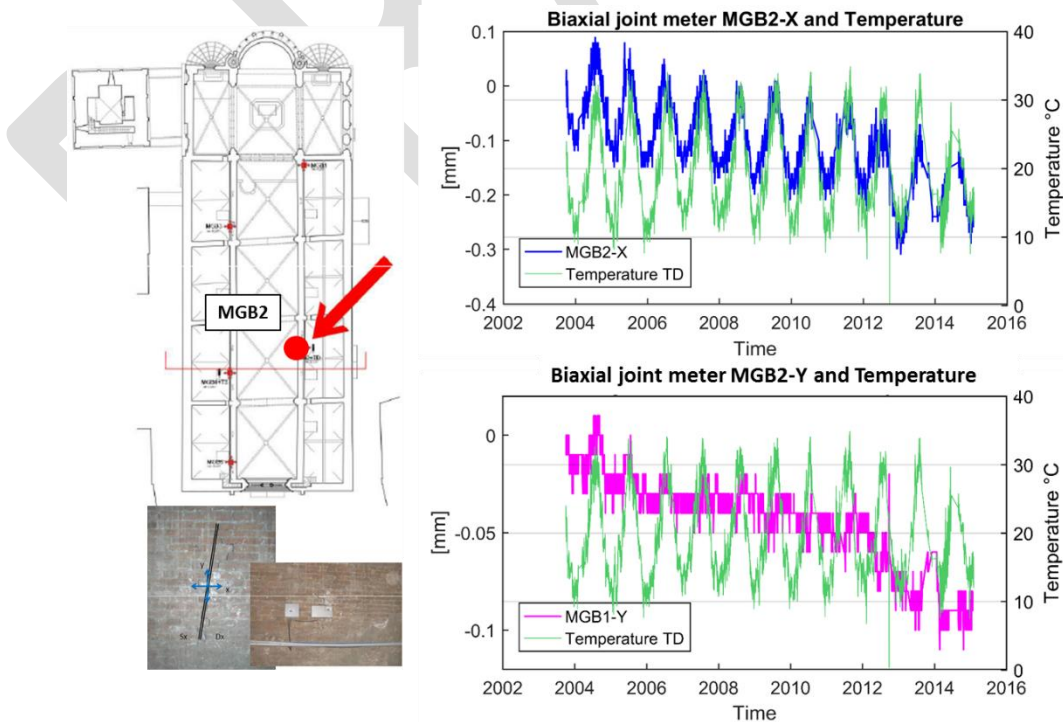 MGB2
Y
X
Sx
Dx
Biaxial joint meter MGB2-X and Temperature
0.1
0
-0.1
-0.2
-0.3
-0.4
[mm]
40
30
20
10
0
Temperature °C
MGB2-X
Temperature TD
2002
2004
2006
2008
2010
2012
2014
2016
Time
Biaxial joint meter MGB2-Y and Temperature
0
-0.05
-0.1
[mm]
40
30
20
10
0
Temperature °C
MGB1-Y
Temperature TD
2002
2004
2006
2008
2010
2012
2014
2016
Time